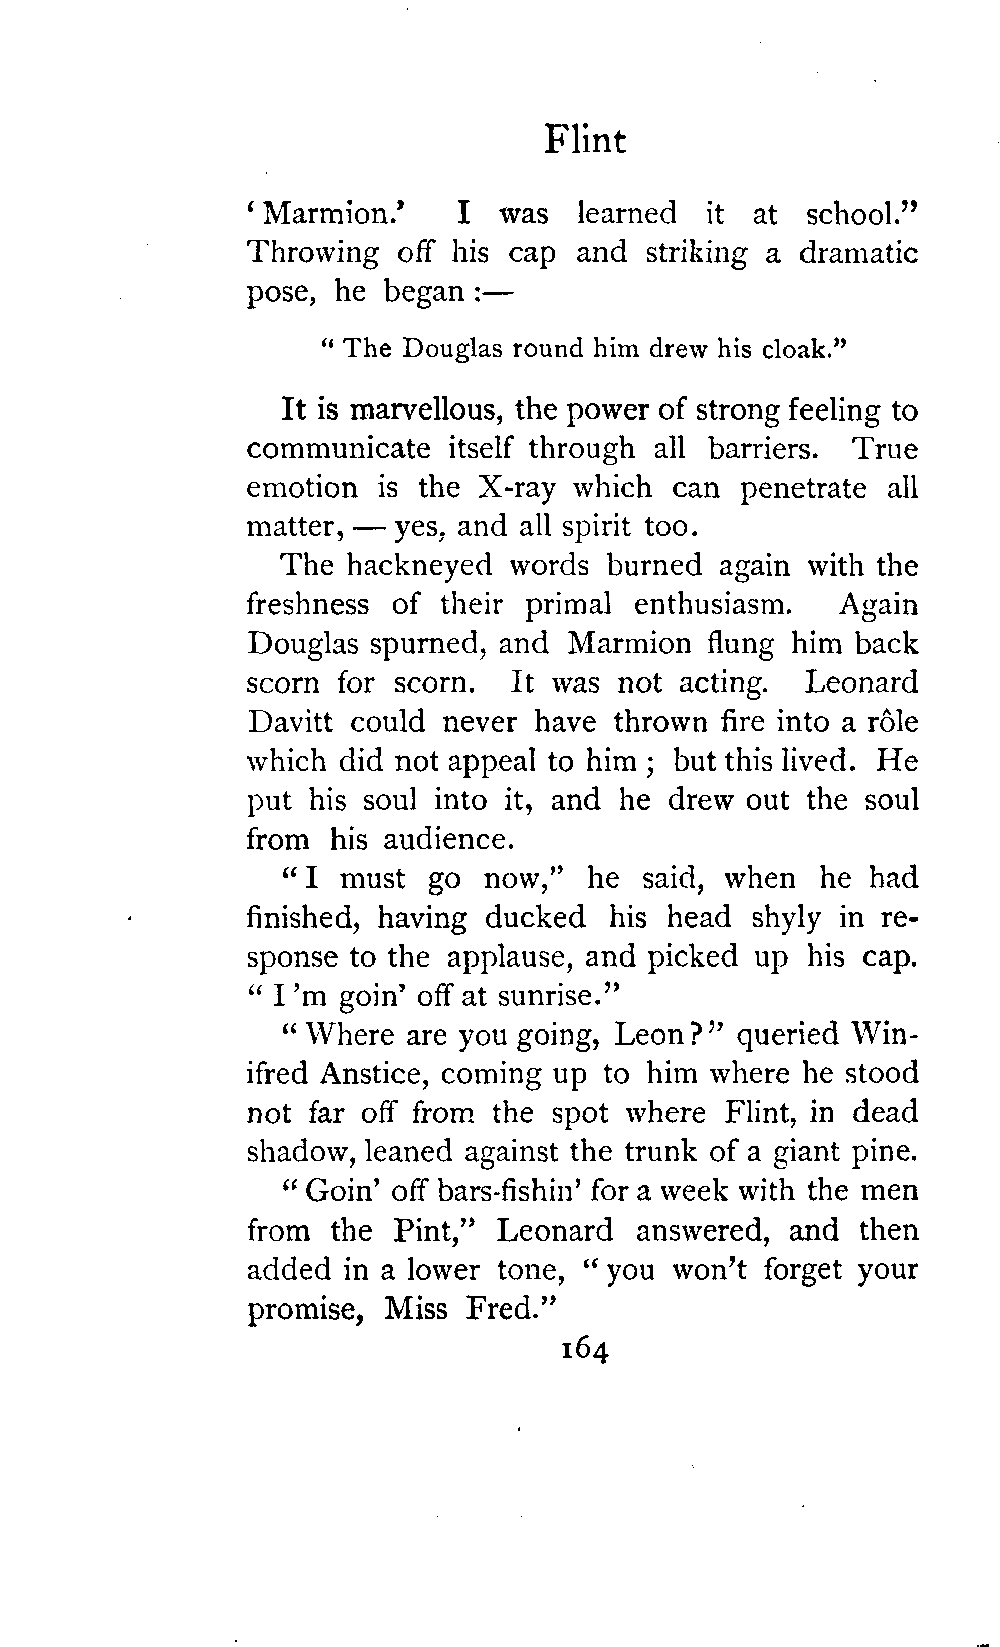 Flint
‘Marmion.’ I was learned it at school.”
Throwing off his cap and striking a dramatic
pose, he began :—
“ The Douglas round him drew his cloak.”
It is marvellous, the power of strong feeling to
communicate itself through all barriers. True
emotion is the X-ray which can penetrate all
matter, — yes, and all spirit too.
The hackneyed words burned again with the
freshness of their primal enthusiasm. Again
Douglas spurned, and Marmion flung him back
scorn for scorn. It was not acting. Leonard
Davitt could never have thrown fire into a rôle
which did not appeal to him ; but this lived. He
put his soul into it, and he drew out the soul
from his audience.
“ I must go now,” he said, when he had
finished, having ducked his head shyly in re-
sponse to the applause, and picked up his cap.
“ I ’m goin’ off at sunrise.”
“ Where are you going, Leon ? ” queried Win-
ifred Anstice, coming up to him where he stood
not far off from the spot where Flint, in dead
shadow, leaned against the trunk of a giant pine.
“ Goin’ off bars-fishin’ for a week with the men
from the Pint,” Leonard answered, and then
added in a lower tone, “ you won’t forget your
promise, Miss Fred.”
164